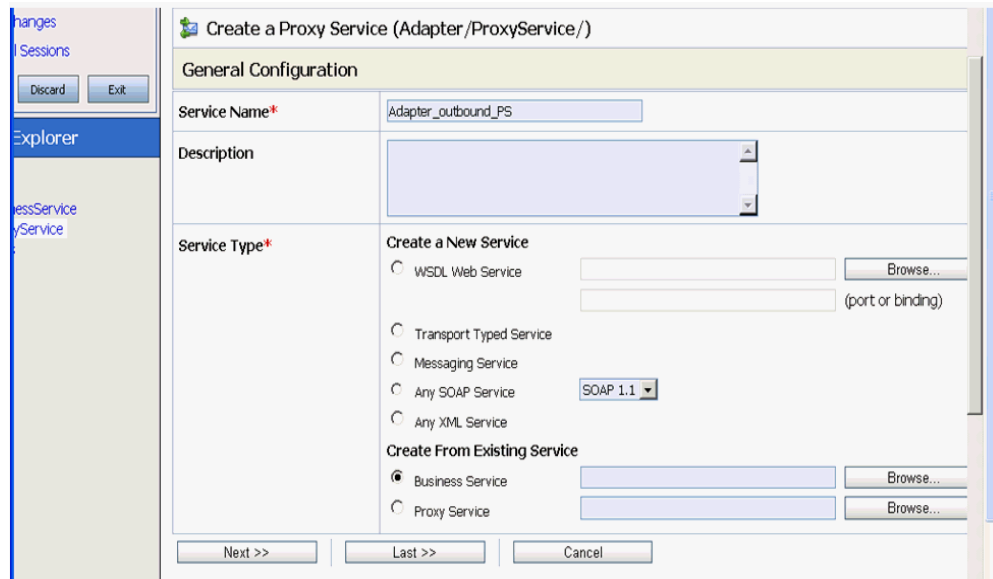 hanges
l Sessions
Discard Exit
Explorer
essService
yService
Create a Proxy Service (Adapter/ProxyService/)
General Configuration
Service Name*
Adapter_outbound_PS
Description
Service Type*
Create a New Service
WSDL Web Service
Browse...
(port or binding)
Transport Typed Service
Messaging Service
Any SOAP Service
SOAP 1.1
Any XML Service
Create From Existing Service
Business Service
Browse...
Proxy Service
Browse...
Next >>
Last >>
Cancel